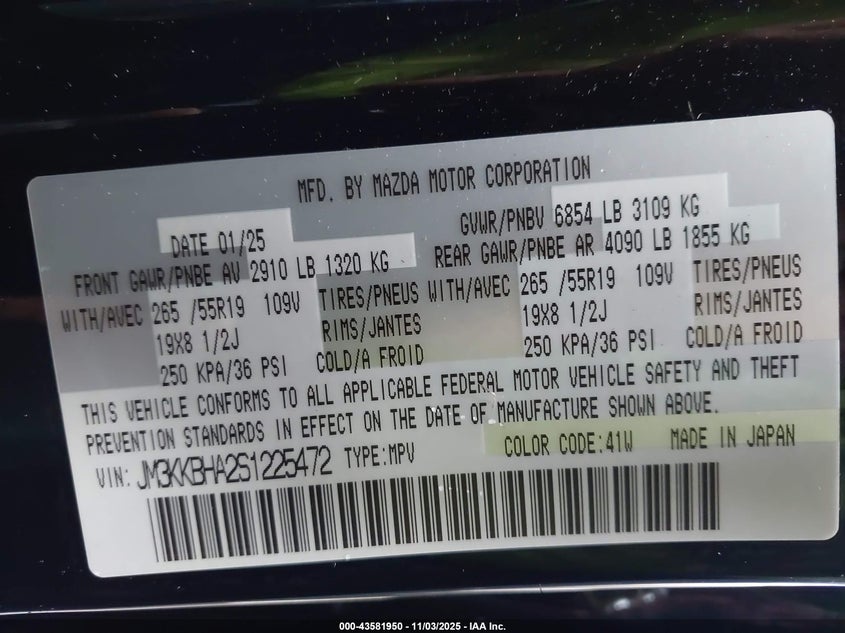 MFD. BY MAZDA MOTOR CORPORATION
DATE 01/25 GVWR/PNBV 6854 LB 3109 KG
FRONT GAWR/PNBE AV 2910 LB 1320 KG REAR GAWR/PNBE AR 4090 LB 1855 KG
WITH/AVEC 265 /55R19 109V TIRES/PNEUS WITH/AVEC 265 /55R19 109V TIRES/PNEUS
19X8 1/2J RIMS/JANTES 19X8 1/2J RIMS/JANTES
250 KPA/36 PSI COLD/A FROID 250 KPA/36 PSI COLD/A FROID
THIS VEHICLE CONFORMS TO ALL APPLICABLE FEDERAL MOTOR VEHICLE SAFETY AND THEFT
PREVENTION STANDARDS IN EFFECT ON THE DATE OF MANUFACTURE SHOWN ABOVE.
VIN: JM3KKBHA2S1225472 TYPE:MPV COLOR CODE:41W MADE IN JAPAN
000-43581950 - 11/03/2025 - IAA Inc.